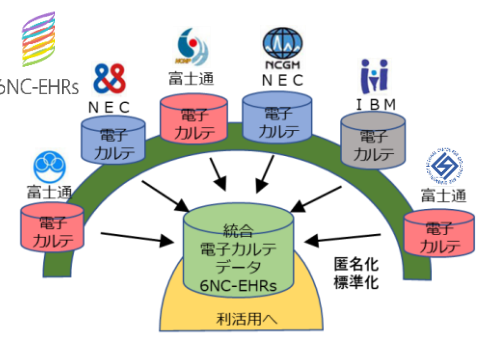 6NC-EHRs
NEC
電子
カルテ
HCNP
富士通
電子
カルテ
NCGM
NEC
電子
カルテ
IBM
電子
カルテ
富士通
電子
カルテ
富士通
電子
カルテ
統合
電子カルテ
データ
6NC-EHRs
匿名化
標準化
利活用へ